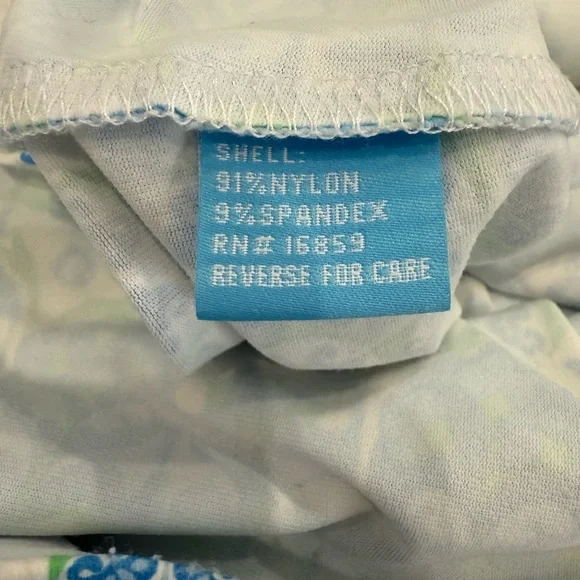 SHELL:
91%NYLON
9%SPANDEX
RN# 16859
REVERSE FOR CARE